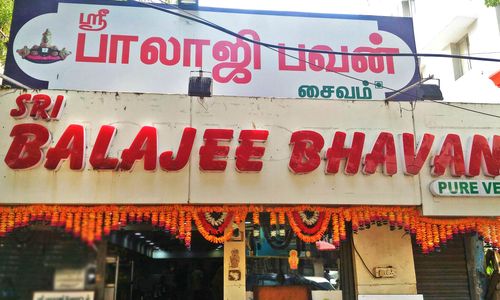 ஸ்ரீ
பாலாஜி பவன்
சைவம்
SRI
BALAJEE BHAVAN
PURE VE